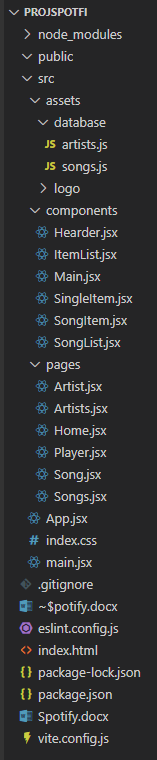 PROJSPOTFI
node_modules
public
src
assets
database
JS artists.js
JS songs.js
logo
components
Hearder.jsx
ItemList.jsx
Main.jsx
SingleItem.jsx
SongItem.jsx
SongList.jsx
pages
Artist.jsx
Artists.jsx
Home.jsx
Player.jsx
Song.jsx
Songs.jsx
App.jsx
# index.css
main.jsx
.gitignore
~$potify.docx
eslint.config.js
<> index.html
{} package-lock.json
{} package.json
Spotify.docx
vite.config.js